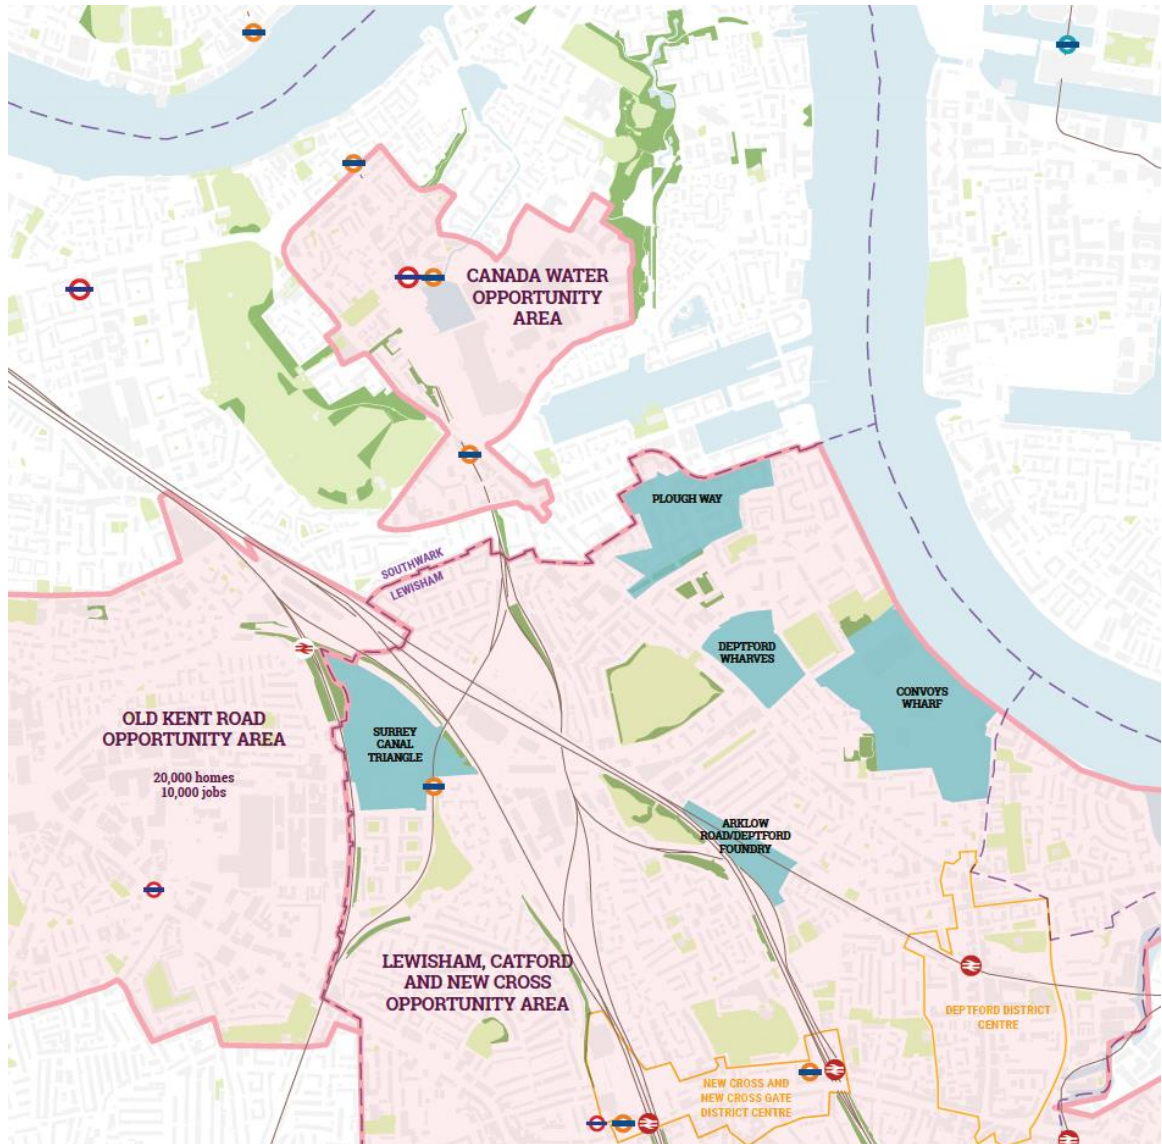 CANADA WATER
OPPORTUNITY
AREA
PLOUGH WAY
SOUTHWARK
LEWISHAM
DEPTFORD
WHARVES
CONVOYS
WHARF
OLD KENT ROAD
OPPORTUNITY AREA
20,000 homes
10,000 jobs
SURREY
CANAL
TRIANGLE
ARKLOW
ROAD/DEPTFORD
FOUNDRY
LEWISHAM, CATFORD
AND NEW CROSS
OPPORTUNITY AREA
DEPTFORD DISTRICT
CENTRE
NEW CROSS AND
NEW CROSS GATE
DISTRICT CENTRE